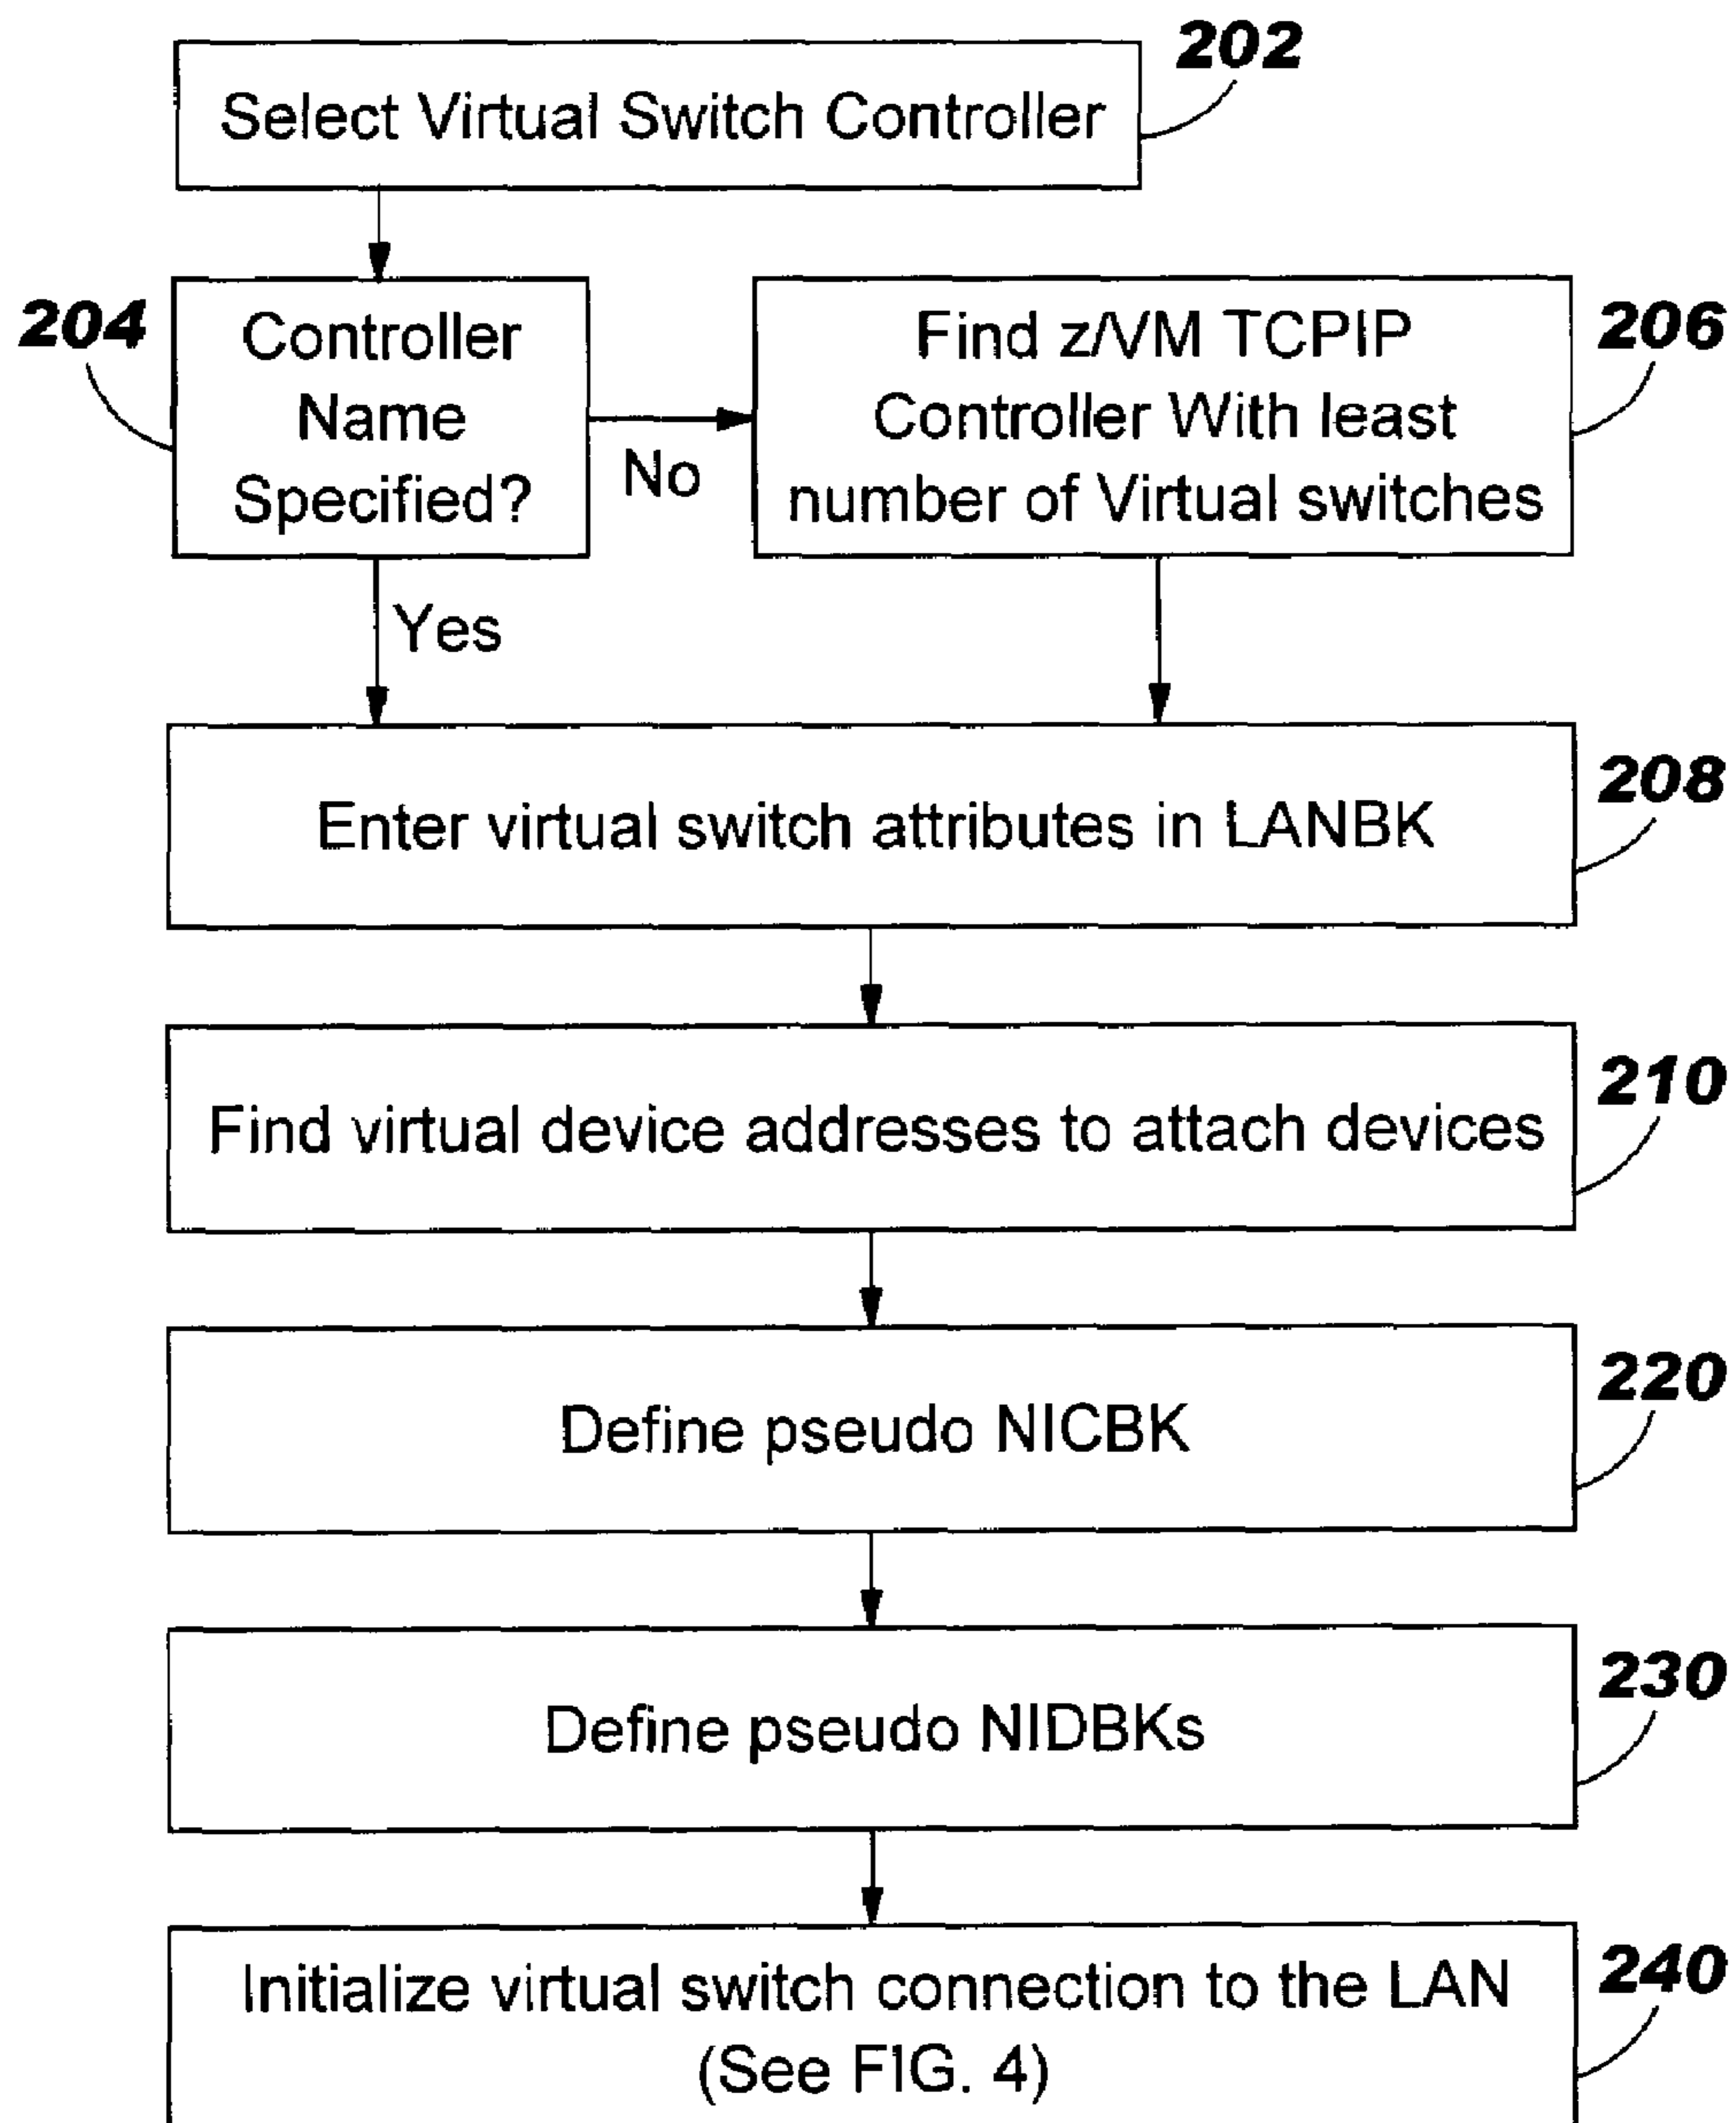 202
Select Virtual Switch Controller
204
Controller
Name
Specified?
No
Find z/VM TCPIP
Controller With least
number of Virtual switches
206
Yes
208
Enter virtual switch attributes in LANBK
210
Find virtual device addresses to attach devices
220
Define pseudo NICBK
230
Define pseudo NIDBKs
240
Initialize virtual switch connection to the LAN
(See FIG. 4)